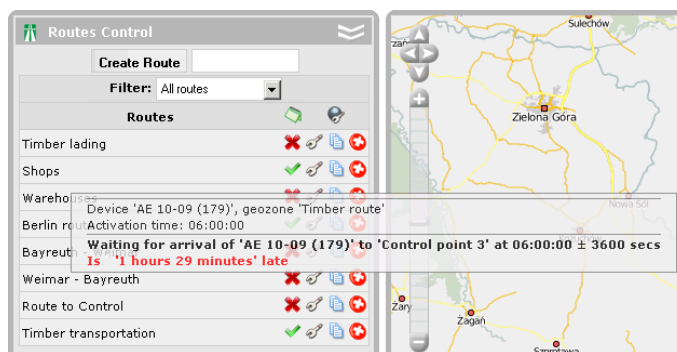 Routes Control
Create Route
Filter: All routes
Routes
Timber lading
Shops
Warehouses
Device 'AE 10-09 (179)', geozone 'Timber route'
Berlin
Activation time: 06:00:00
Waiting for arrival of 'AE 10-09 (179)' to 'Control point 3' at 06:00:00 ± 3600 secs
Bayreuth - Weimar
Is '1 hours 29 minutes' late
Weimar - Bayreuth
Route to Control
Timber transportation
Sulechów
Zielona Góra
Nowa Sól
Żary
Żagań
Szprotawa